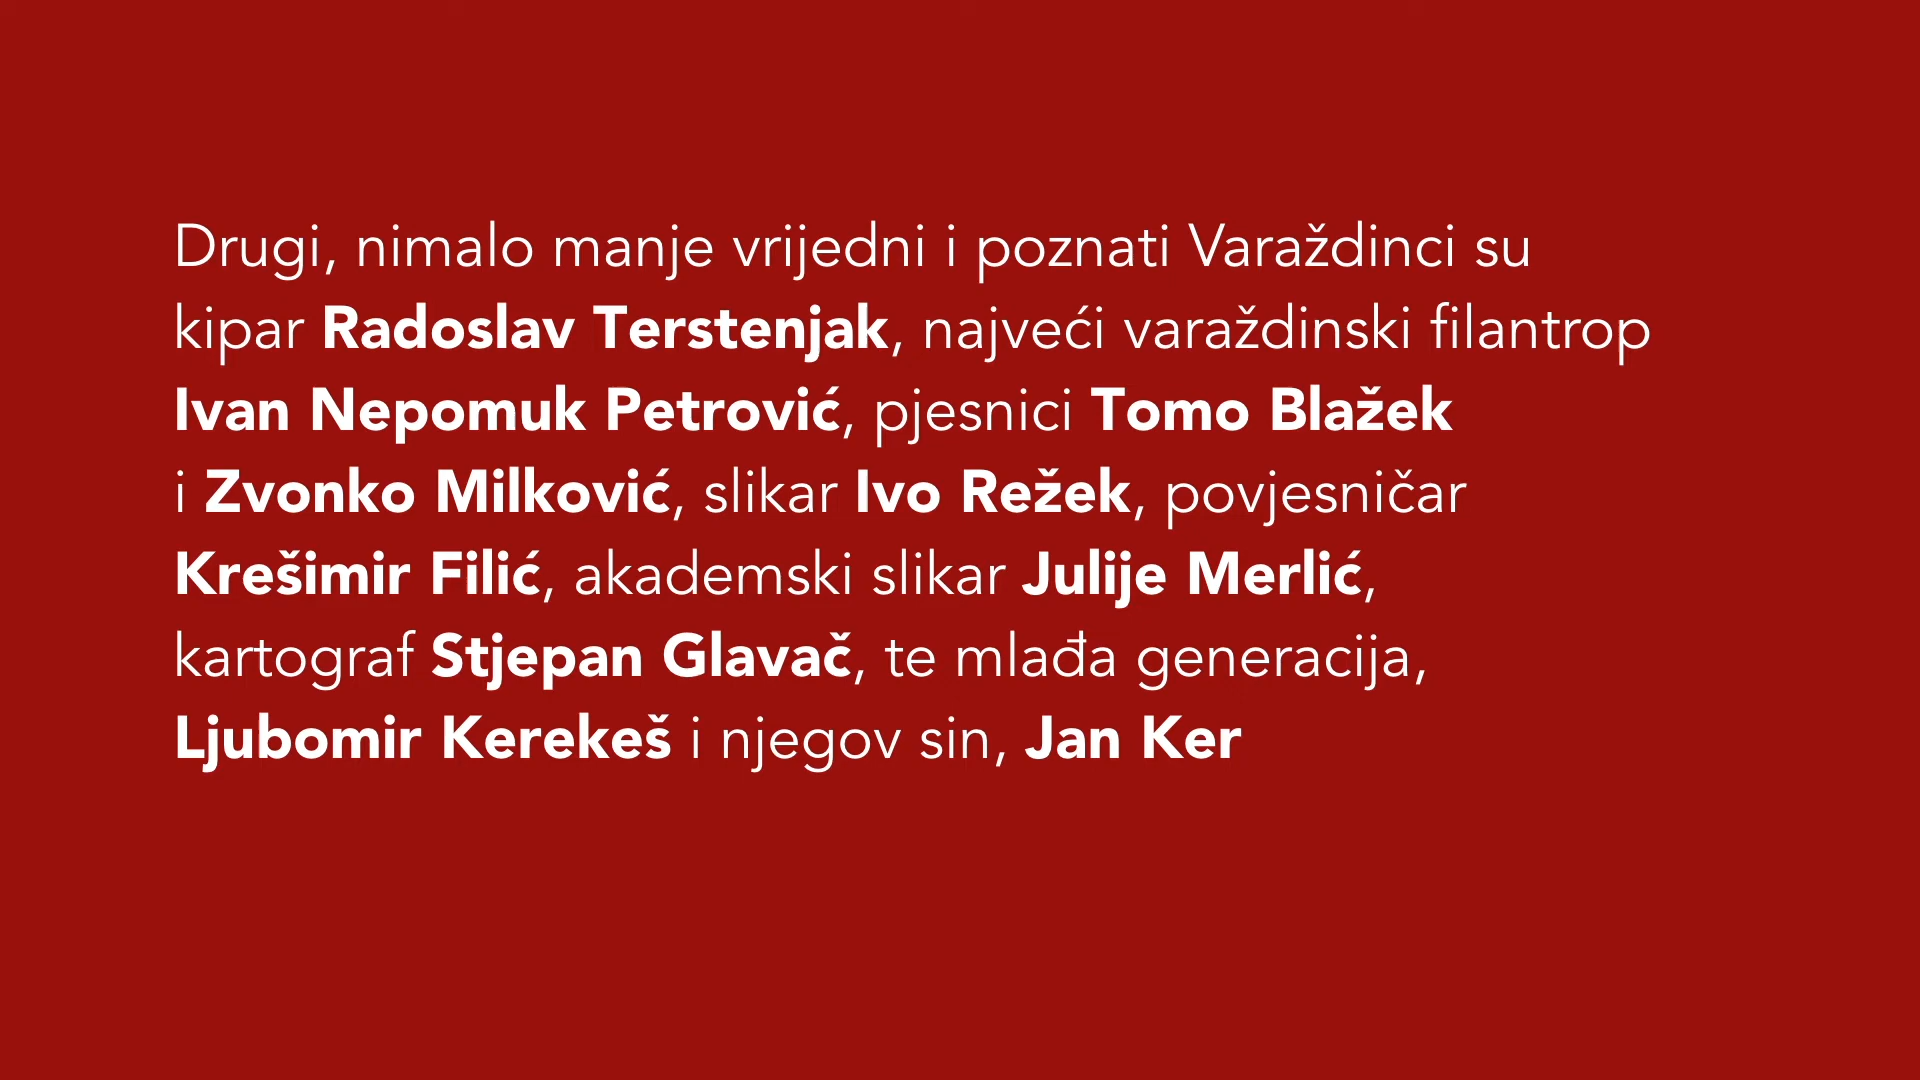 Drugi, nimalo manje vrijedni i poznati Varaždinci su
kipar Radoslav Terstenjak, najveći varaždinski filantrop
Ivan Nepomuk Petrović, pjesnici Tomo Blažek
i Zvonko Milković, slikar Ivo Režek, povjesničar
Krešimir Filić, akademski slikar Julije Merlić,
kartograf Stjepan Glavač, te mlađa generacija,
Ljubomir Kerekeš i njegov sin, Jan Ker